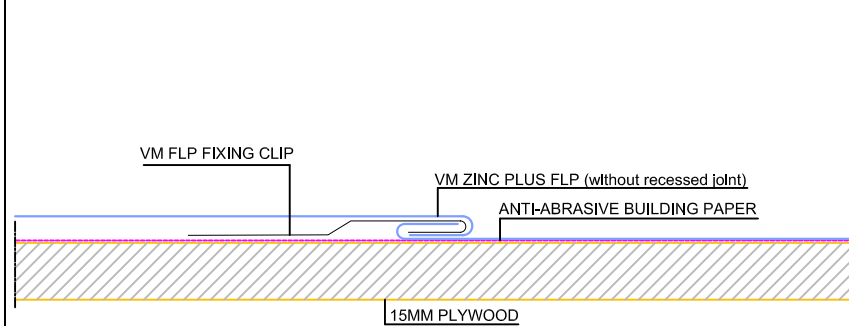 VM FLP FIXING CLIP
VM ZINC PLUS FLP (without recessed joint)
ANTI-ABRASIVE BUILDING PAPER
15MM PLYWOOD